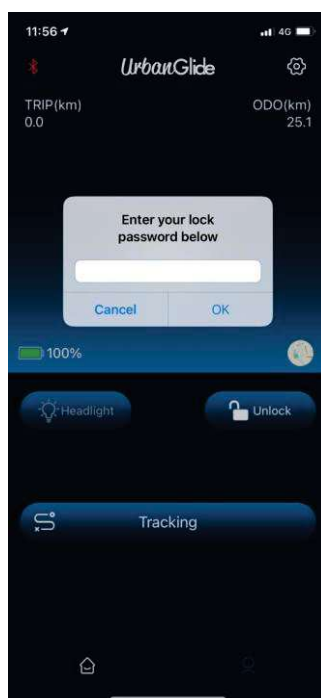 11:56 4G
UrbanGlide
TRIP(km) ODO(km)
0.0 25.1
Enter your lock
password below
Cancel OK
100%
Headlight Unlock
Tracking